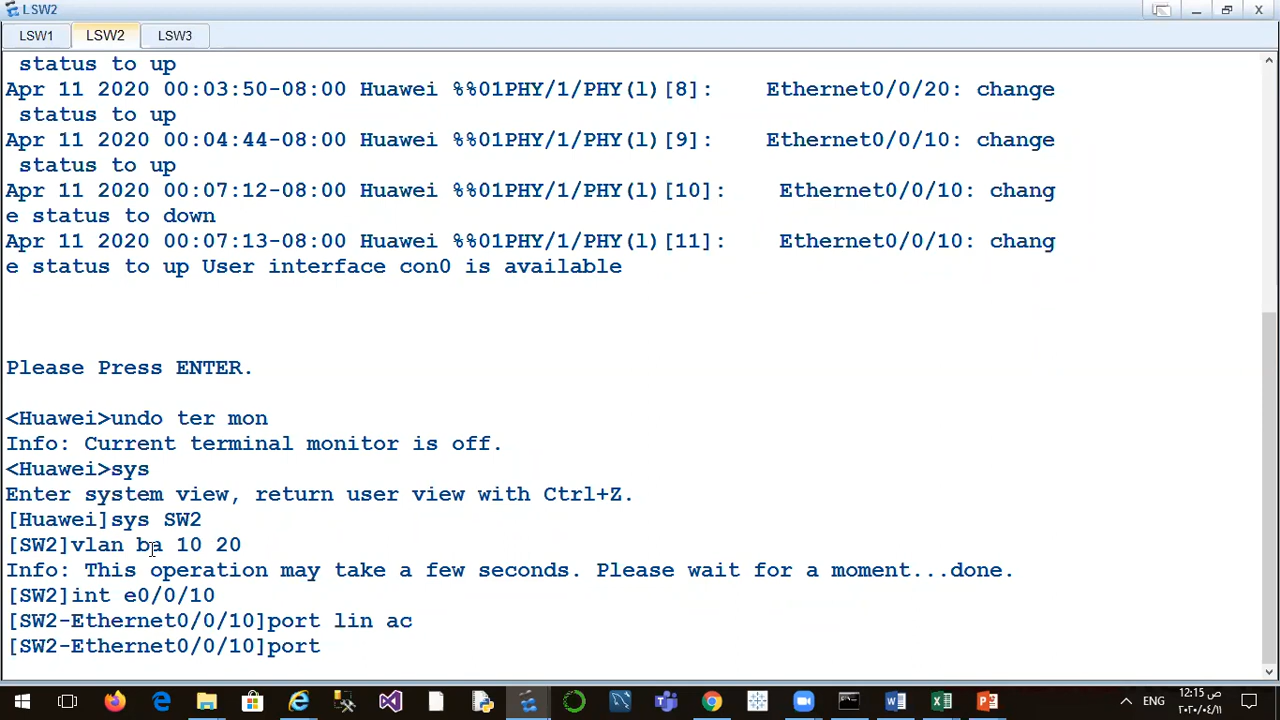 LSW2
LSW1
LSW2
LSW3
status to up
Apr 11 2020 00:03:50-08:00 Huawei %%01PHY/1/PHY(l)[8]:    Ethernet0/0/20: change
status to up
Apr 11 2020 00:04:44-08:00 Huawei %%01PHY/1/PHY(l)[9]:    Ethernet0/0/10: change
status to up
Apr 11 2020 00:07:12-08:00 Huawei %%01PHY/1/PHY(l)[10]:    Ethernet0/0/10: chang
e status to down
Apr 11 2020 00:07:13-08:00 Huawei %%01PHY/1/PHY(l)[11]:    Ethernet0/0/10: chang
e status to up User interface con0 is available
Please Press ENTER.
<Huawei>undo ter mon
Info: Current terminal monitor is off.
<Huawei>sys
Enter system view, return user view with Ctrl+Z.
[Huawei]sys SW2
[SW2]vlan ba 10 20
Info: This operation may take a few seconds. Please wait for a moment...done.
[SW2]int e0/0/10
[SW2-Ethernet0/0/10]port lin ac
[SW2-Ethernet0/0/10]port
ENG
12:15 ص
٢٠٢٠/٠٤/١١